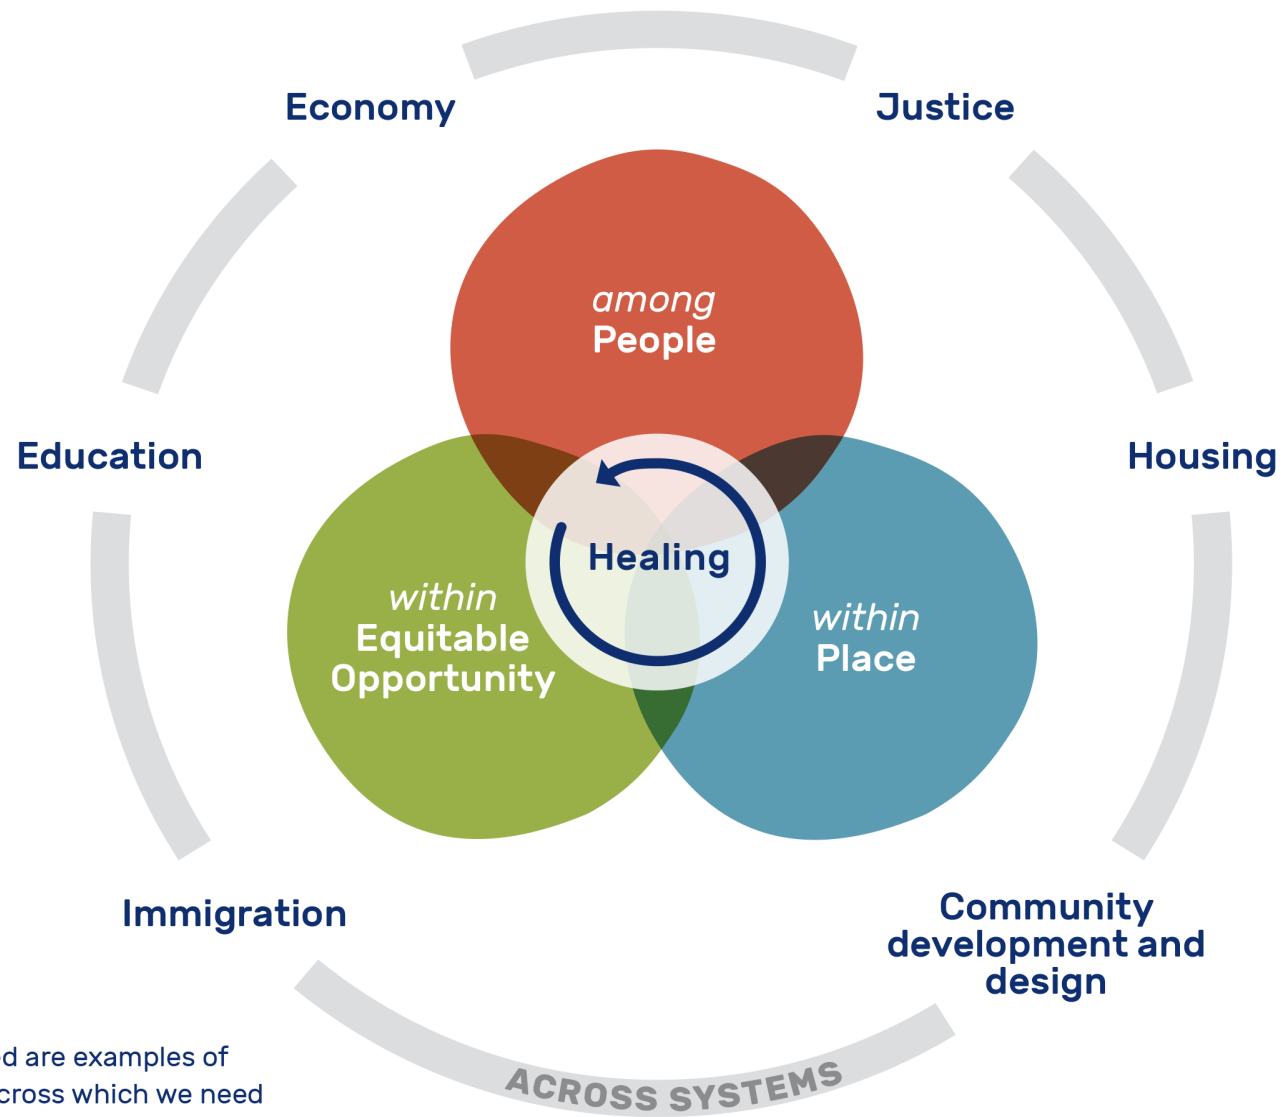 Economy
Justice
among
People
Education
Housing
Healing
within
Equitable
Opportunity
within
Place
Immigration
Community
development and
design
are examples of
which we need
ACROSS SYSTEMS